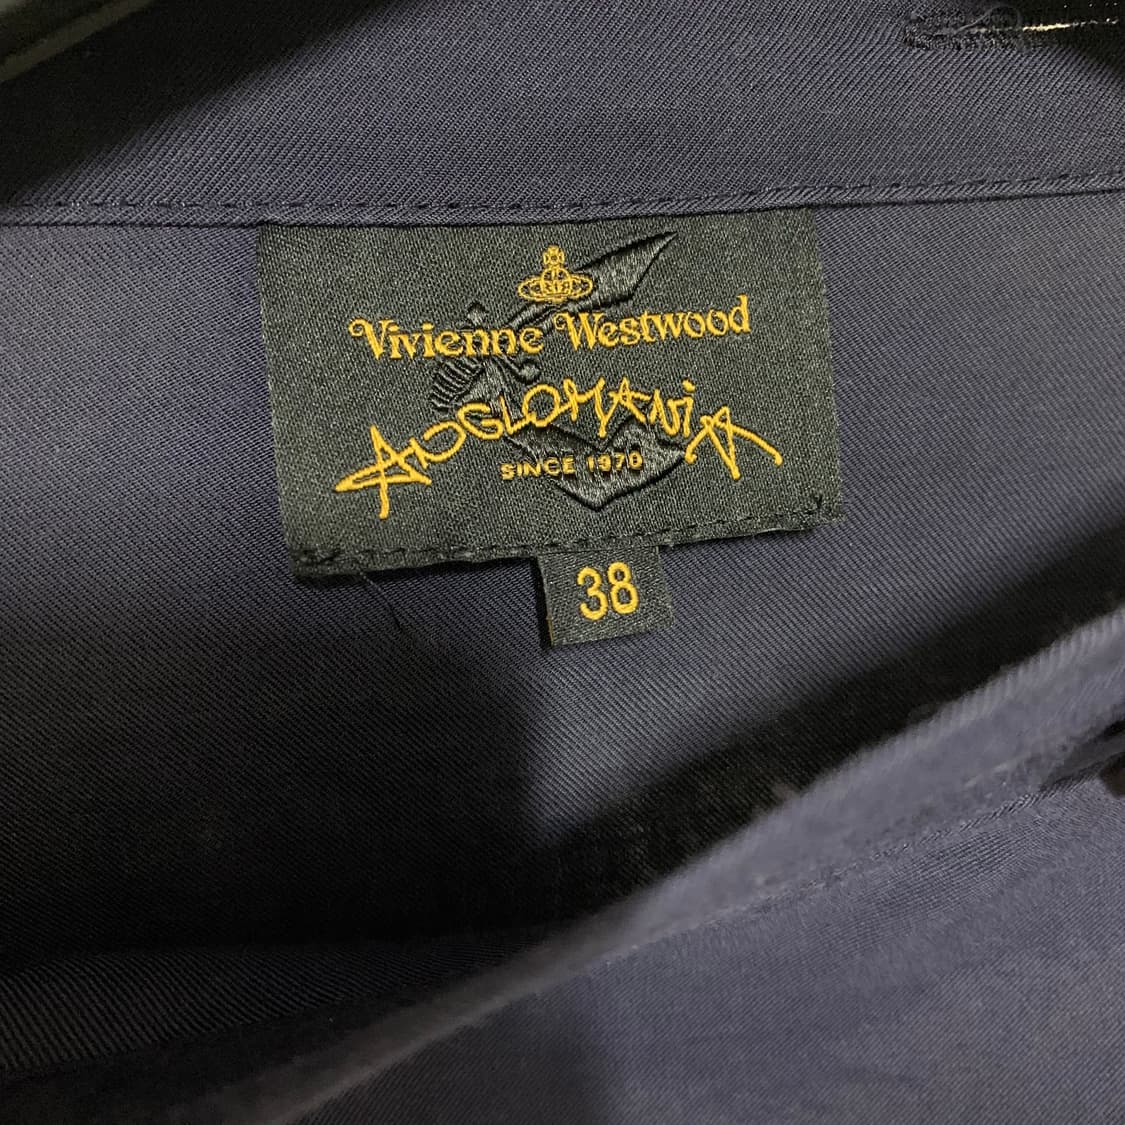 Vivienne Westwood
ANGLOMANiA
SINCE 1970
38